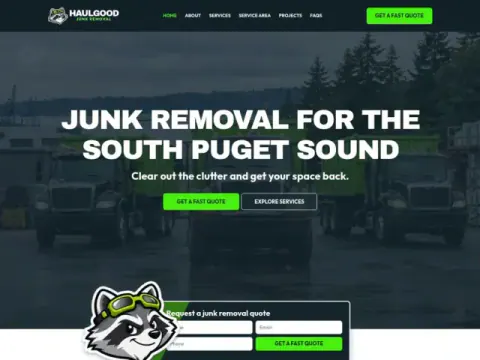 HAULGOOD
JUNK REMOVAL
HOME ABOUT SERVICES SERVICE AREA PROJECTS FAQS
GET A FAST QUOTE
JUNK REMOVAL FOR THE
SOUTH PUGET SOUND
Clear out the clutter and get your space back.
GET A FAST QUOTE EXPLORE SERVICES
Request a junk removal quote
Email
GET A FAST QUOTE